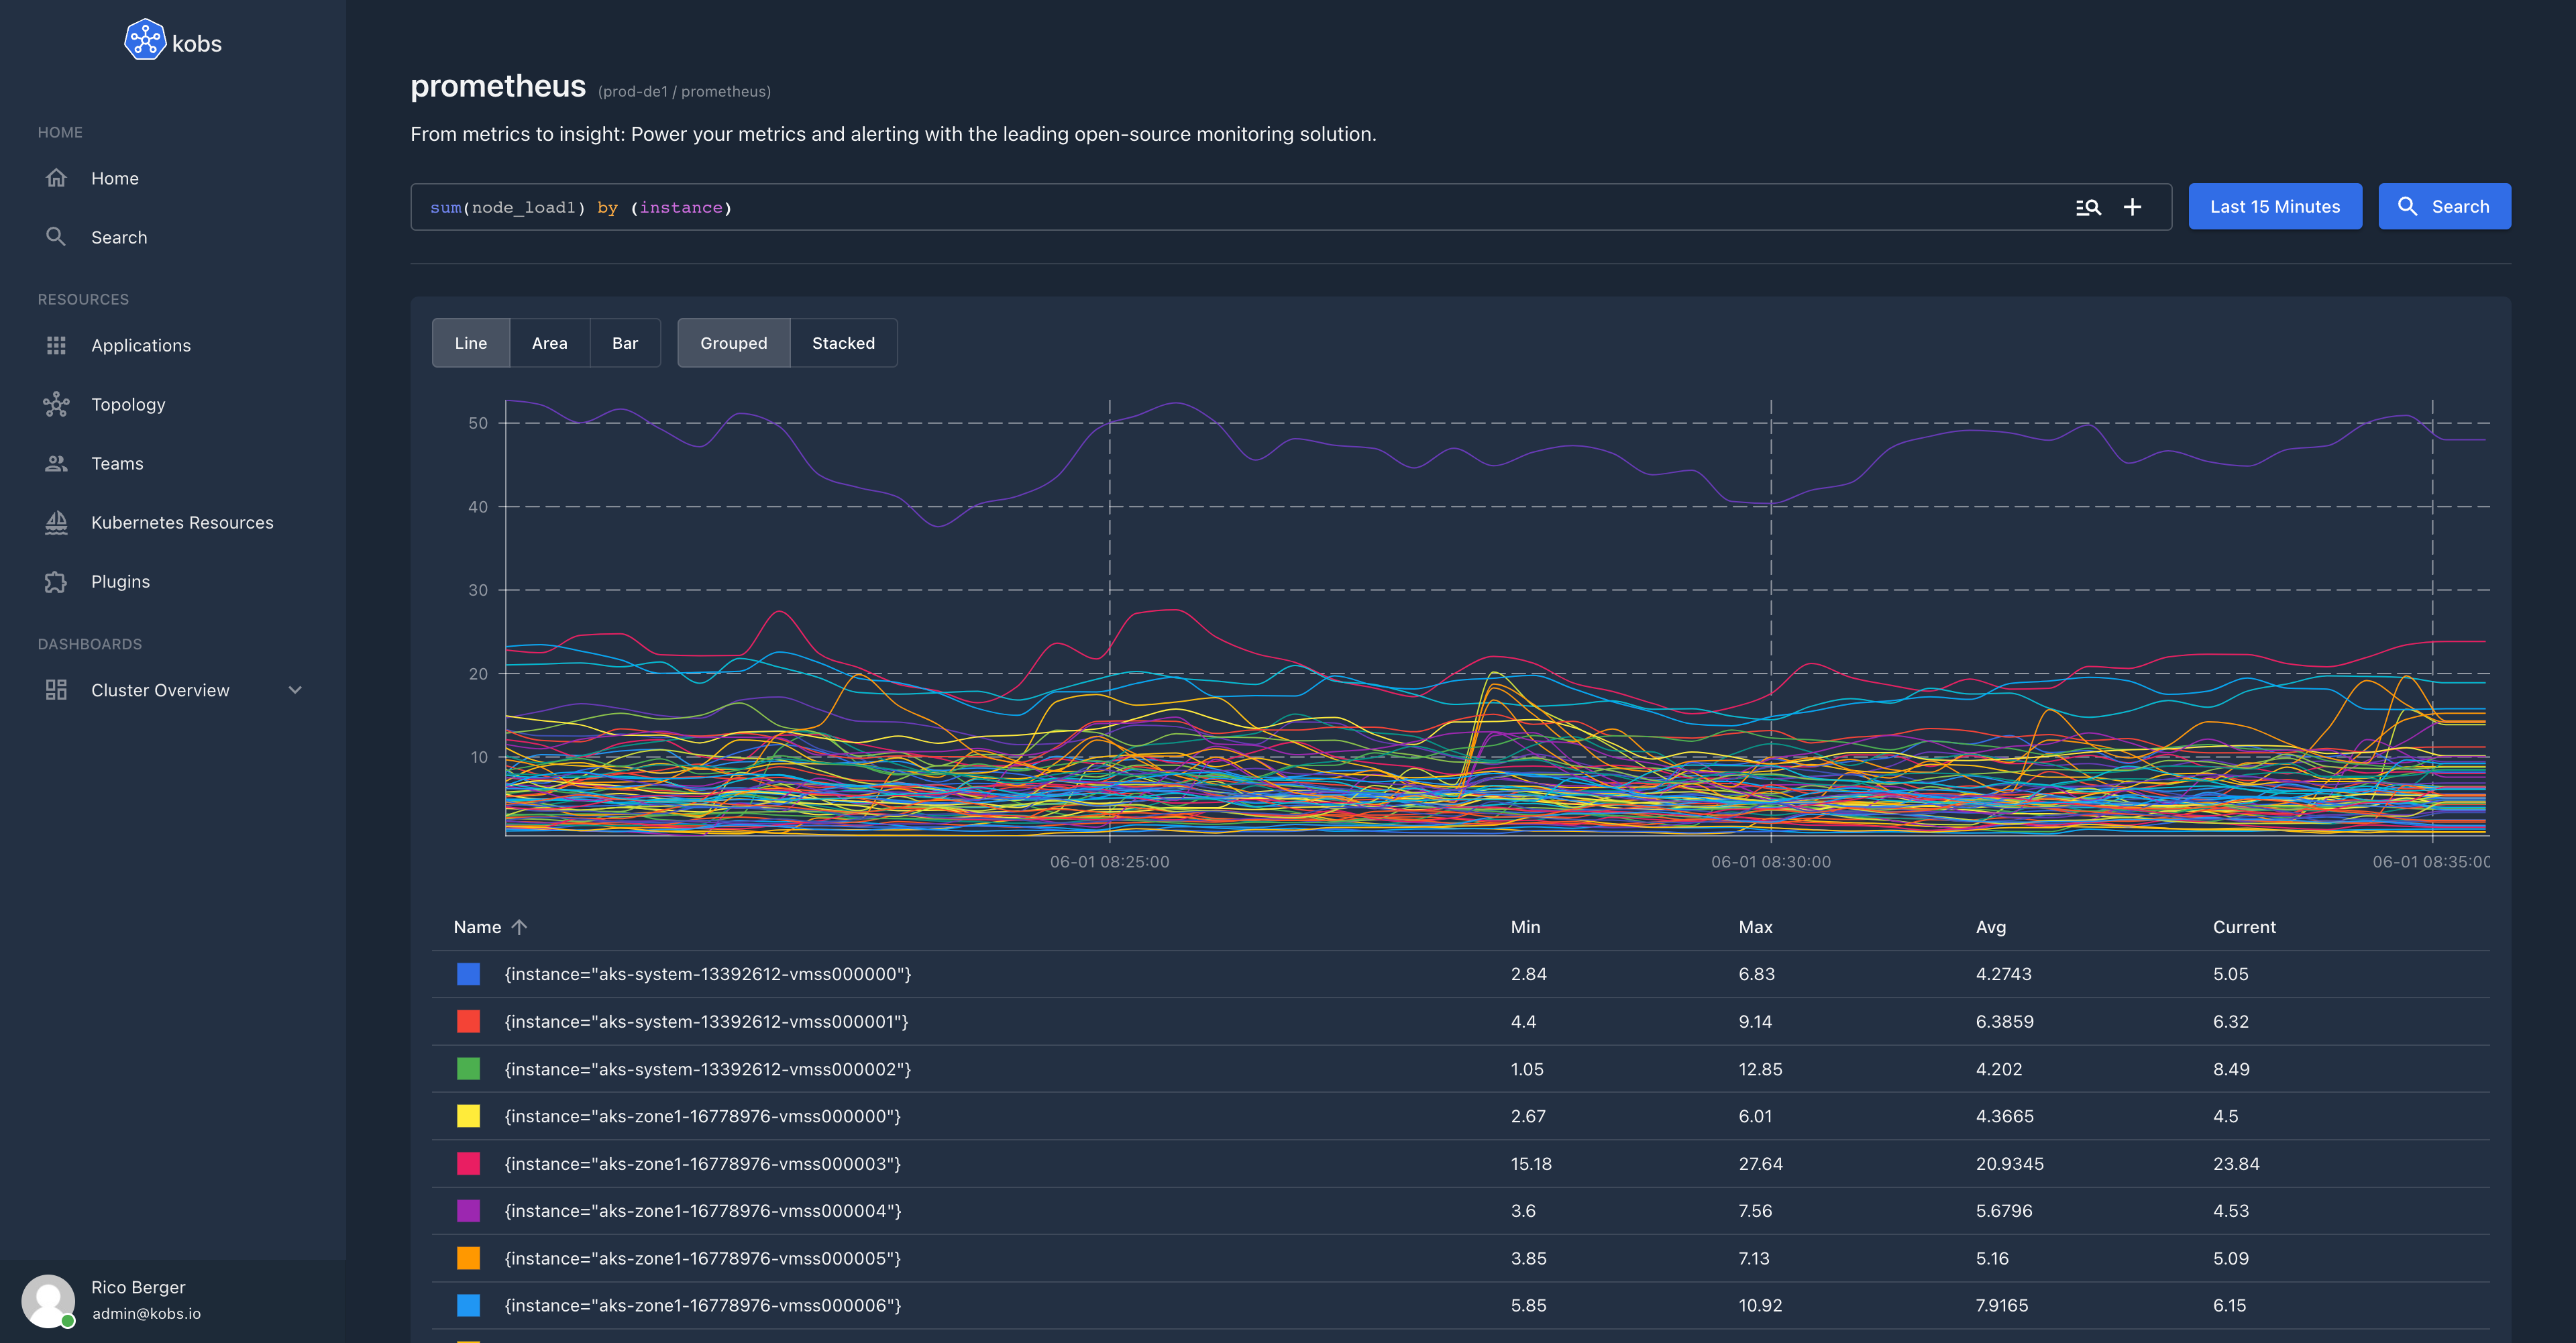 kobs
HOME
Home
Search
RESOURCES
Applications
Topology
Teams
Kubernetes Resources
Plugins
DASHBOARDS
Cluster Overview
Rico Berger
admin@kobs.io
prometheus (prod-de1 / prometheus)
From metrics to insight: Power your metrics and alerting with the leading open-source monitoring solution.
sum(node_load1) by (instance)
Last 15 Minutes
Search
Line Area Bar Grouped Stacked
50
40
30
20
10
06-01 08:25:00 06-01 08:30:00 06-01 08:35:00
Name Min Max Avg Current
{instance="aks-system-13392612-vmss000000"} 2.84 6.83 4.2743 5.05
{instance="aks-system-13392612-vmss000001"} 4.4 9.14 6.3859 6.32
{instance="aks-system-13392612-vmss000002"} 1.05 12.85 4.202 8.49
{instance="aks-zone1-16778976-vmss000000"} 2.67 6.01 4.3665 4.5
{instance="aks-zone1-16778976-vmss000003"} 15.18 27.64 20.9345 23.84
{instance="aks-zone1-16778976-vmss000004"} 3.6 7.56 5.6796 4.53
{instance="aks-zone1-16778976-vmss000005"} 3.85 7.13 5.16 5.09
{instance="aks-zone1-16778976-vmss000006"} 5.85 10.92 7.9165 6.15